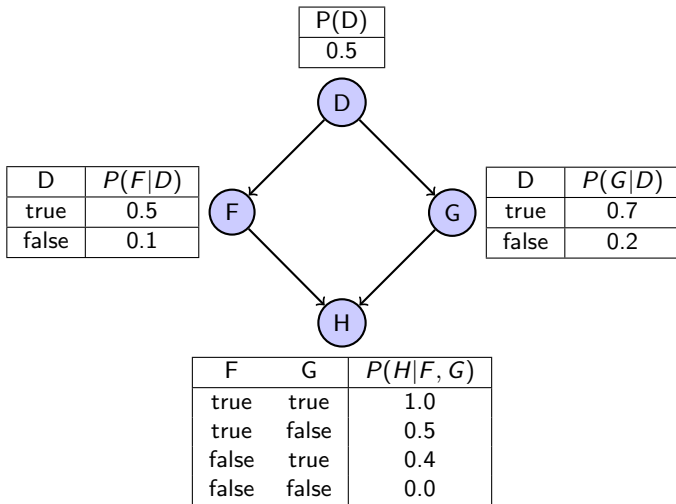 P(D)
0.5
D
D P(F|D)
true 0.5
false 0.1
F
G
D P(G|D)
true 0.7
false 0.2
H
F G P(H|F, G)
true true 1.0
true false 0.5
false true 0.4
false false 0.0